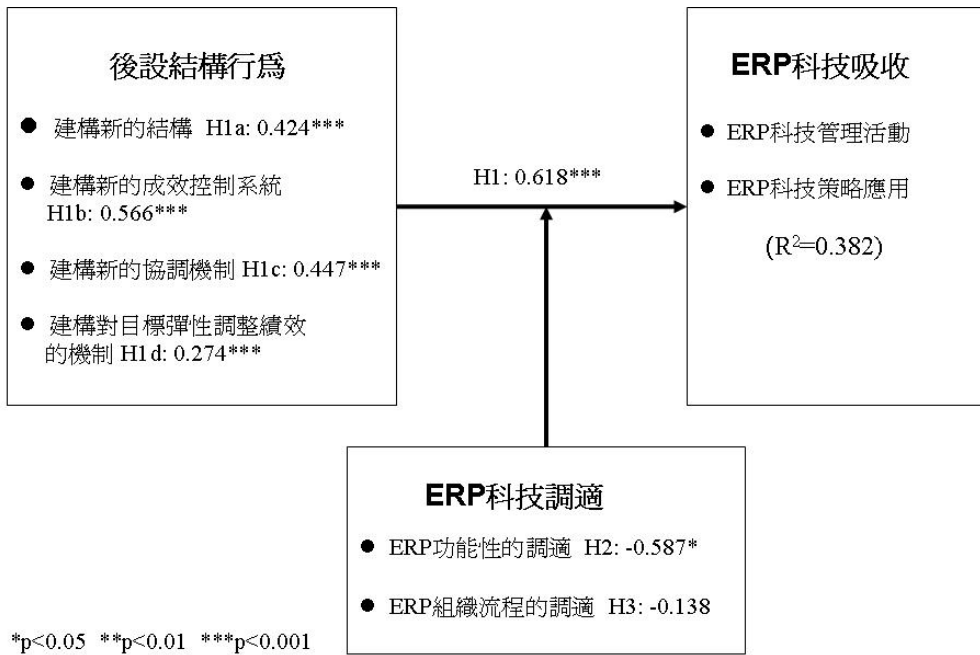 後設結構行爲
● 建構新的結構 H1a: 0.424***
● 建構新的成效控制系統
H1b: 0.566***
● 建構新的協調機制 H1c: 0.447***
● 建構對目標彈性調整績效
的機制 H1d: 0.274***
H1: 0.618***
ERP科技吸收
● ERP科技管理活動
● ERP科技策略應用
(R²=0.382)
ERP科技調適
● ERP功能性的調適 H2: -0.587*
● ERP組織流程的調適 H3: -0.138
*p<0.05 **p<0.01 ***p<0.001